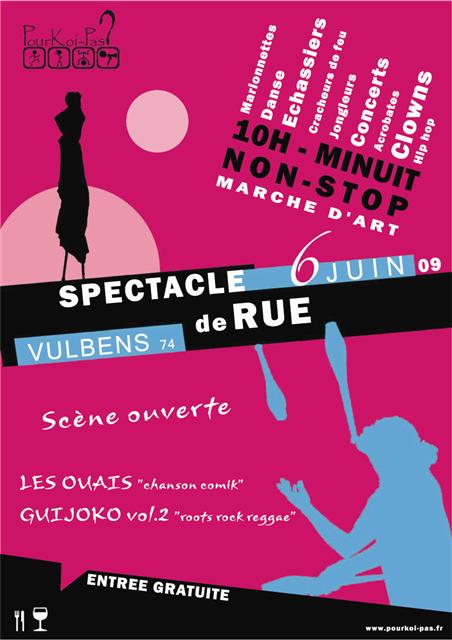 PourKoi-Pas?
Marionnettes
Danse
Echassiers
Cracheurs de feu
Jongleurs
Concerts
Acrobates
Clowns
Hip hop
10H - MINUIT
NON-STOP
MARCHE D'ART
6 JUIN 09
SPECTACLE
de RUE
VULBENS 74
Scène ouverte
LES OUAIS "chanson comik"
GUIJOKO vol.2 "roots rock reggae"
ENTREE GRATUITE
www.pourkoi-pas.fr